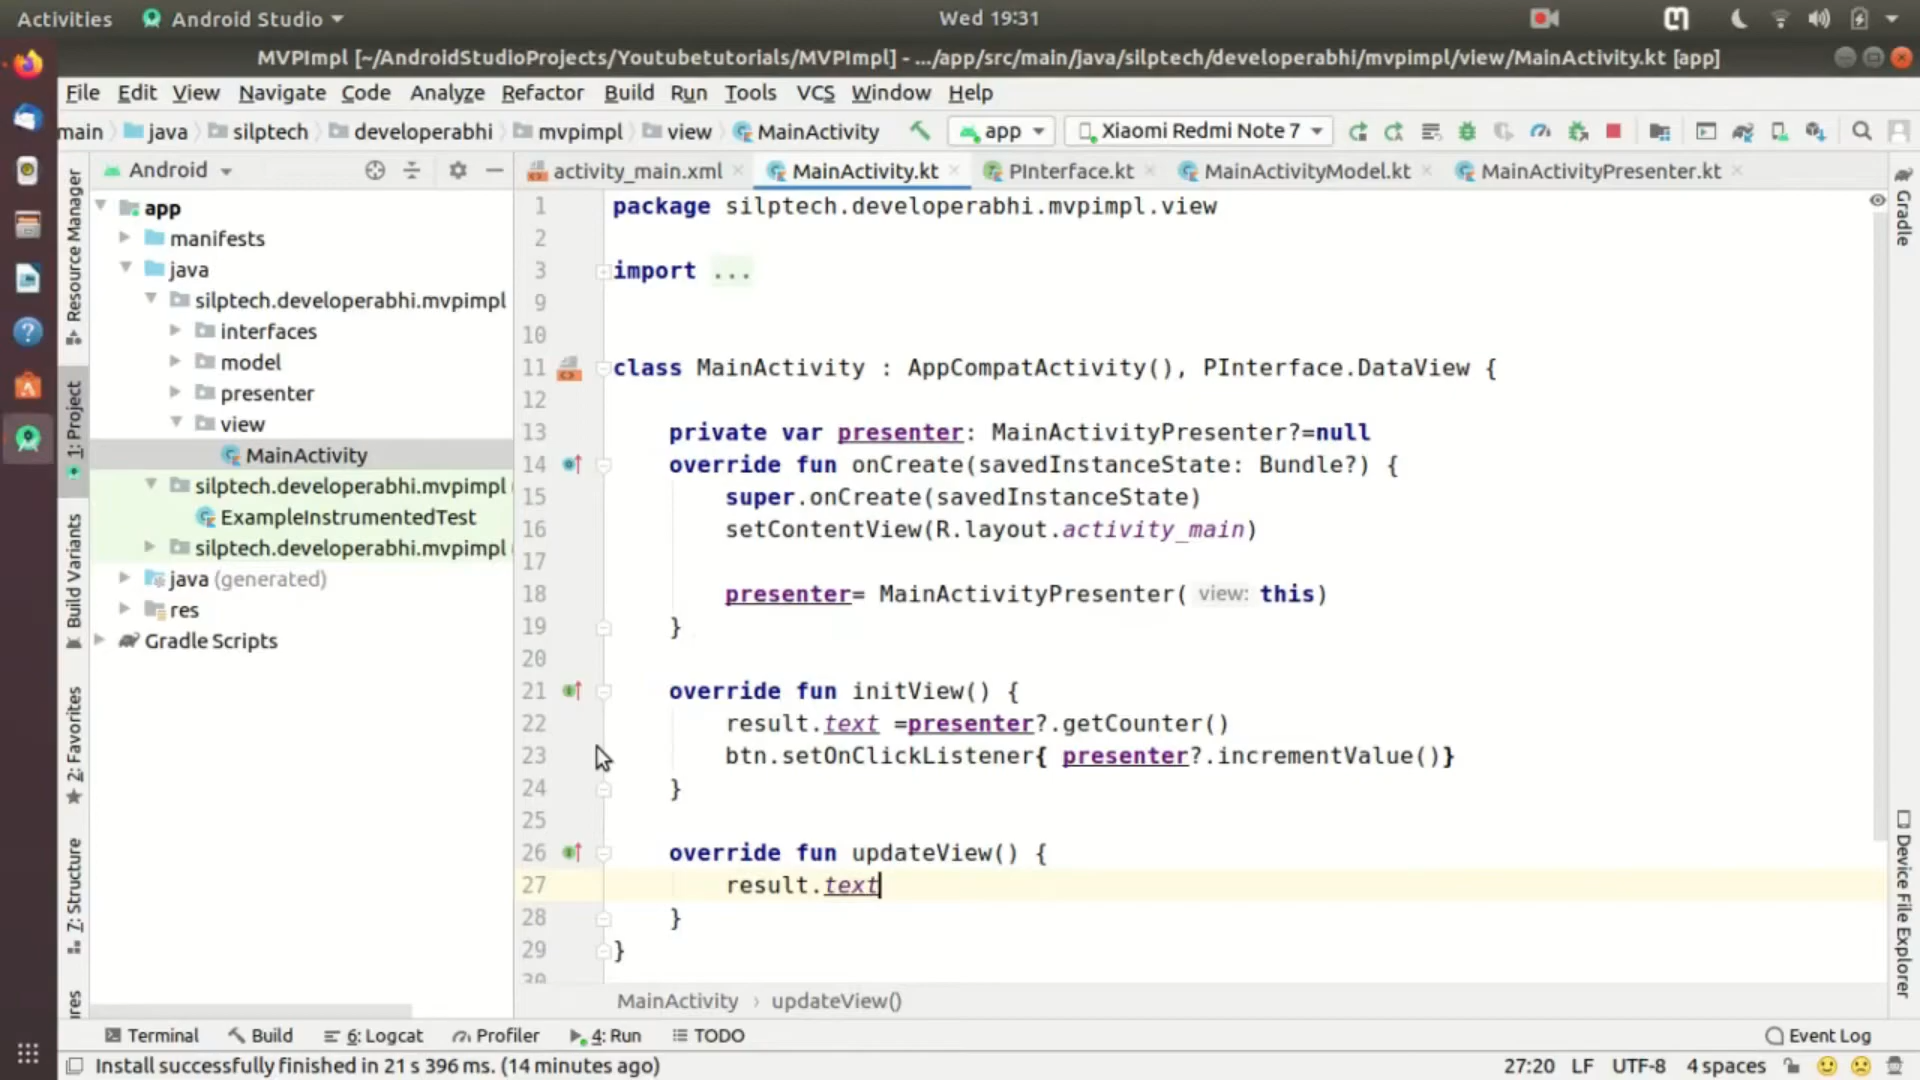 Activities Android Studio Wed 19:31
MVPImpl [~/AndroidStudioProjects/Youtubetutorials/MVPImpl] - .../app/src/main/java/silptech/developerabhi/mvpimpl/view/MainActivity.kt [app]
File Edit View Navigate Code Analyze Refactor Build Run Tools VCS Window Help
main java silptech developerabhi mvpimpl view MainActivity app Xiaomi Redmi Note 7
Android
activity_main.xml MainActivity.kt PInterface.kt MainActivityModel.kt MainActivityPresenter.kt
Resource Manager
1: Project
Build Variants
2: Favorites
7: Structure
app
manifests
java
silptech.developerabhi.mvpimpl
interfaces
model
presenter
view
MainActivity
silptech.developerabhi.mvpimpl (
ExampleInstrumentedTest
silptech.developerabhi.mvpimpl (
java (generated)
res
Gradle Scripts
1 package silptech.developerabhi.mvpimpl.view
2
3 import ...
9
10
11 class MainActivity : AppCompatActivity(), PInterface.DataView {
12
13 private var presenter: MainActivityPresenter?=null
14 override fun onCreate(savedInstanceState: Bundle?) {
15 super.onCreate(savedInstanceState)
16 setContentView(R.layout.activity_main)
17
18 presenter= MainActivityPresenter( view: this)
19 }
20
21 override fun initView() {
22 result.text =presenter?.getCounter()
23 btn.setOnClickListener{ presenter?.incrementValue()}
24 }
25
26 override fun updateView() {
27 result.text
28 }
29 }
30
Gradle
Device File Explorer
MainActivity › updateView()
Terminal Build 6: Logcat Profiler 4: Run TODO Event Log
Install successfully finished in 21 s 396 ms. (14 minutes ago) 27:20 LF UTF-8 4 spaces